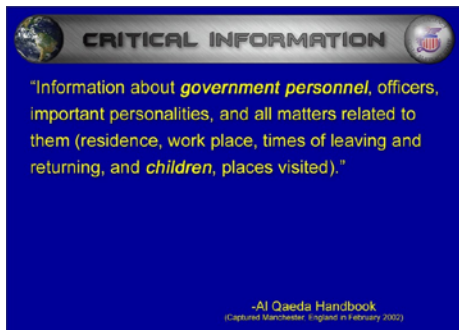 CRITICAL INFORMATION
“Information about government personnel, officers,
important personalities, and all matters related to
them (residence, work place, times of leaving and
returning, and children, places visited).”
-Al Qaeda Handbook
(Captured Manchester, England in February 2002)